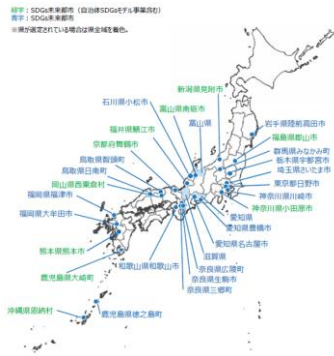 緑字：SDGs未来都市（自治体SDGsモデル事業含む）
青字：SDGs未来都市
※県が選定されている場合は県全域を着色。
新潟県見附市
石川県小松市
富山県南砺市
富山県
岩手県陸前高田市
福井県鯖江市
福島県郡山市
京都府舞鶴市
群馬県みなかみ町
鳥取県智頭町
栃木県宇都宮市
鳥取県日南町
埼玉県さいたま市
岡山県西粟倉村
東京都日野市
福岡県福津市
神奈川県川崎市
福岡県大牟田市
神奈川県小田原市
愛知県
愛知県豊橋市
熊本県熊本市
愛知県名古屋市
滋賀県
鹿児島県大崎町
和歌山県和歌山市
奈良県広陵町
奈良県生駒市
奈良県三郷町
沖縄県恩納村
鹿児島県徳之島町